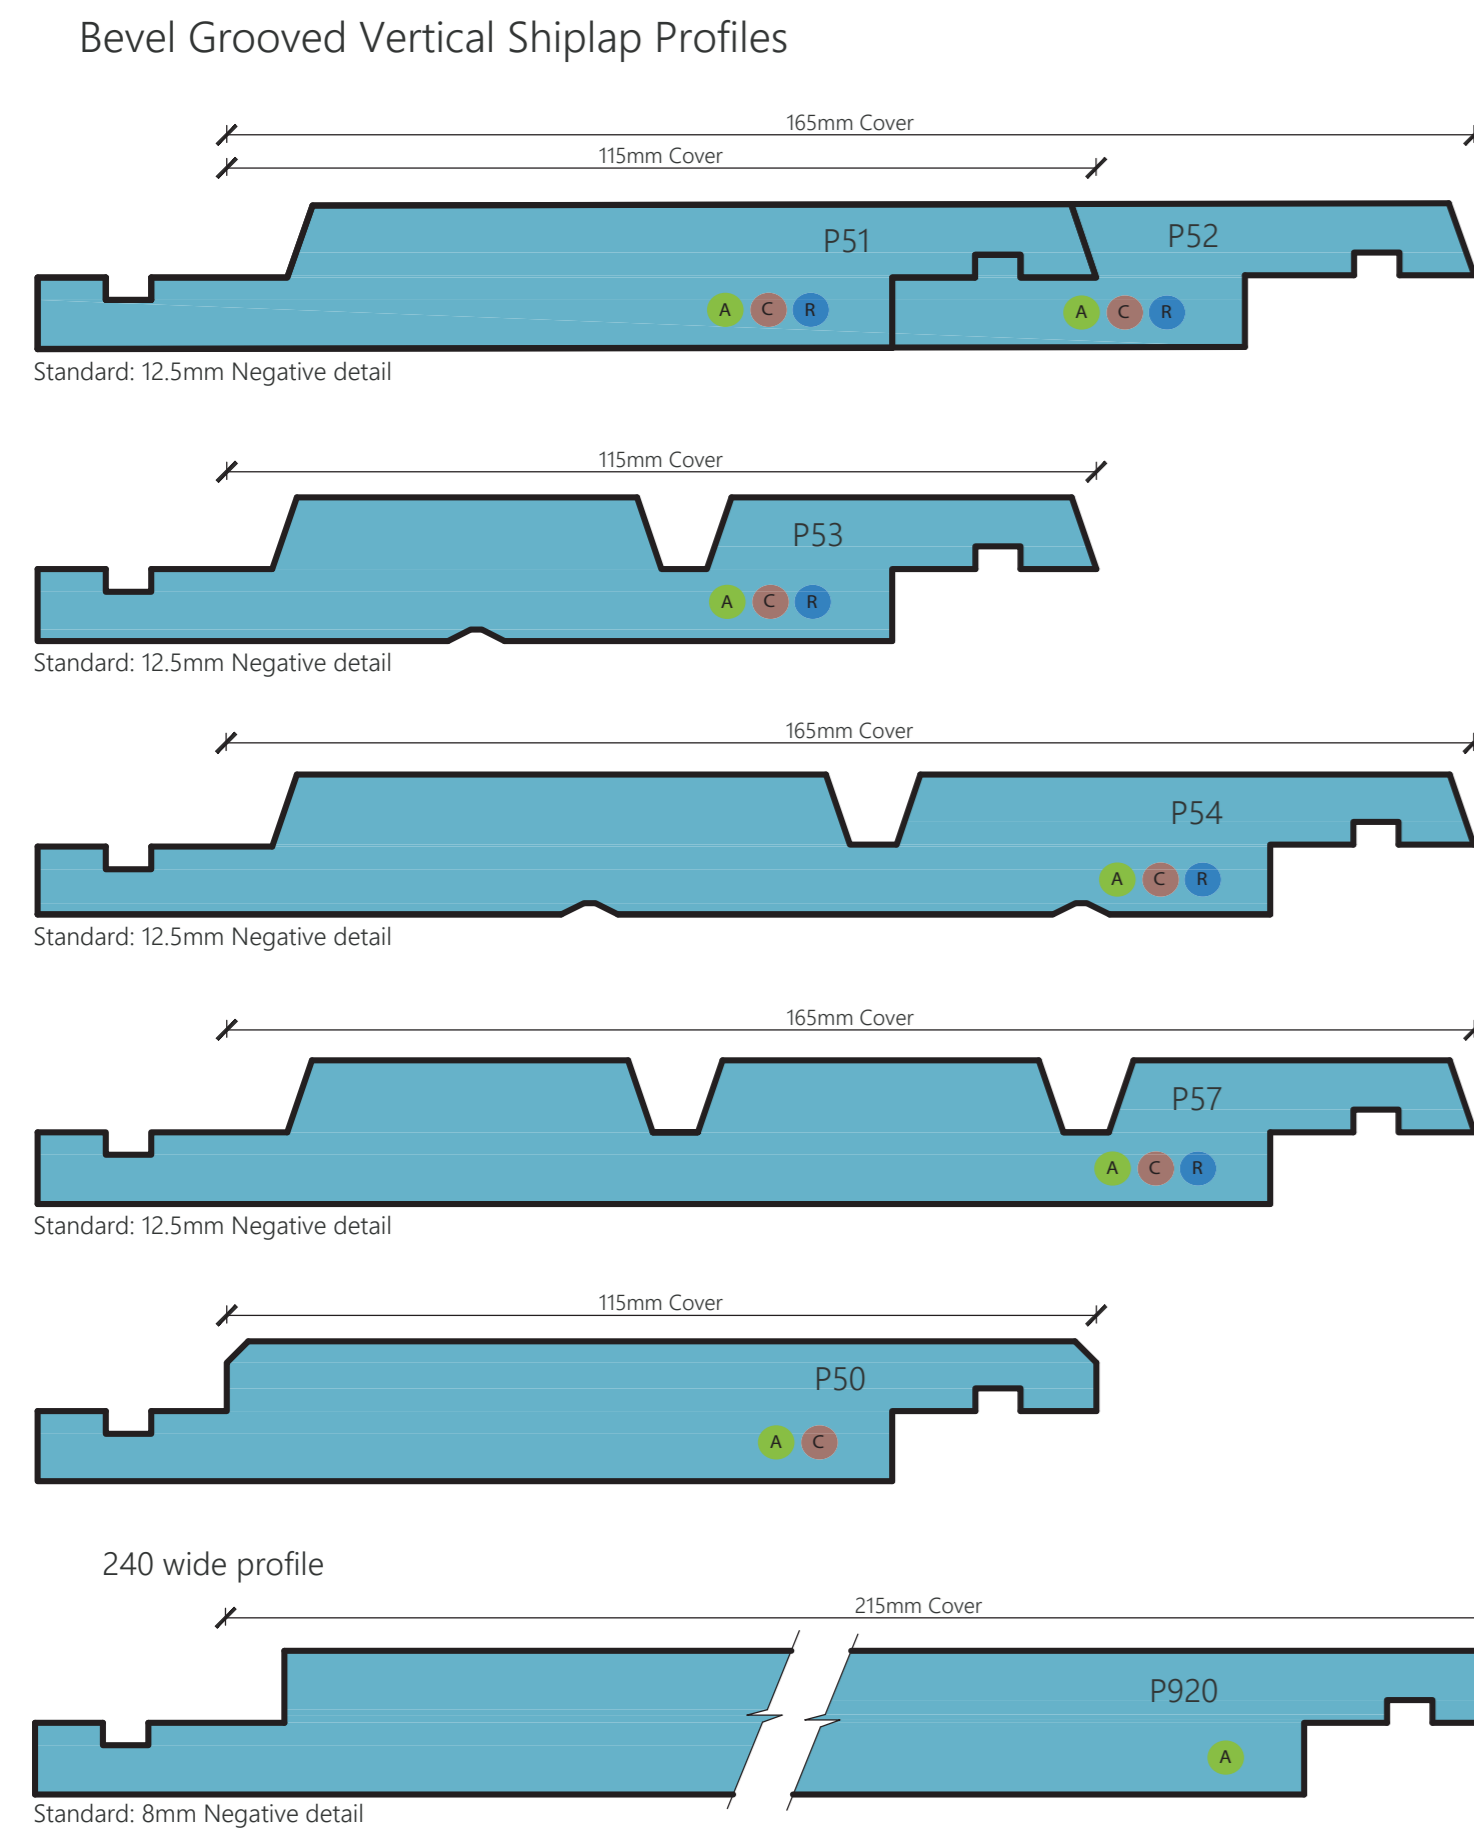 Bevel Grooved Vertical Shiplap Profiles
165mm Cover
115mm Cover
P51
P52
A C R
A C R
Standard: 12.5mm Negative detail
115mm Cover
P53
A C R
Standard: 12.5mm Negative detail
165mm Cover
P54
A C R
Standard: 12.5mm Negative detail
165mm Cover
P57
A C R
Standard: 12.5mm Negative detail
115mm Cover
P50
A C
240 wide profile
215mm Cover
P920
A
Standard: 8mm Negative detail